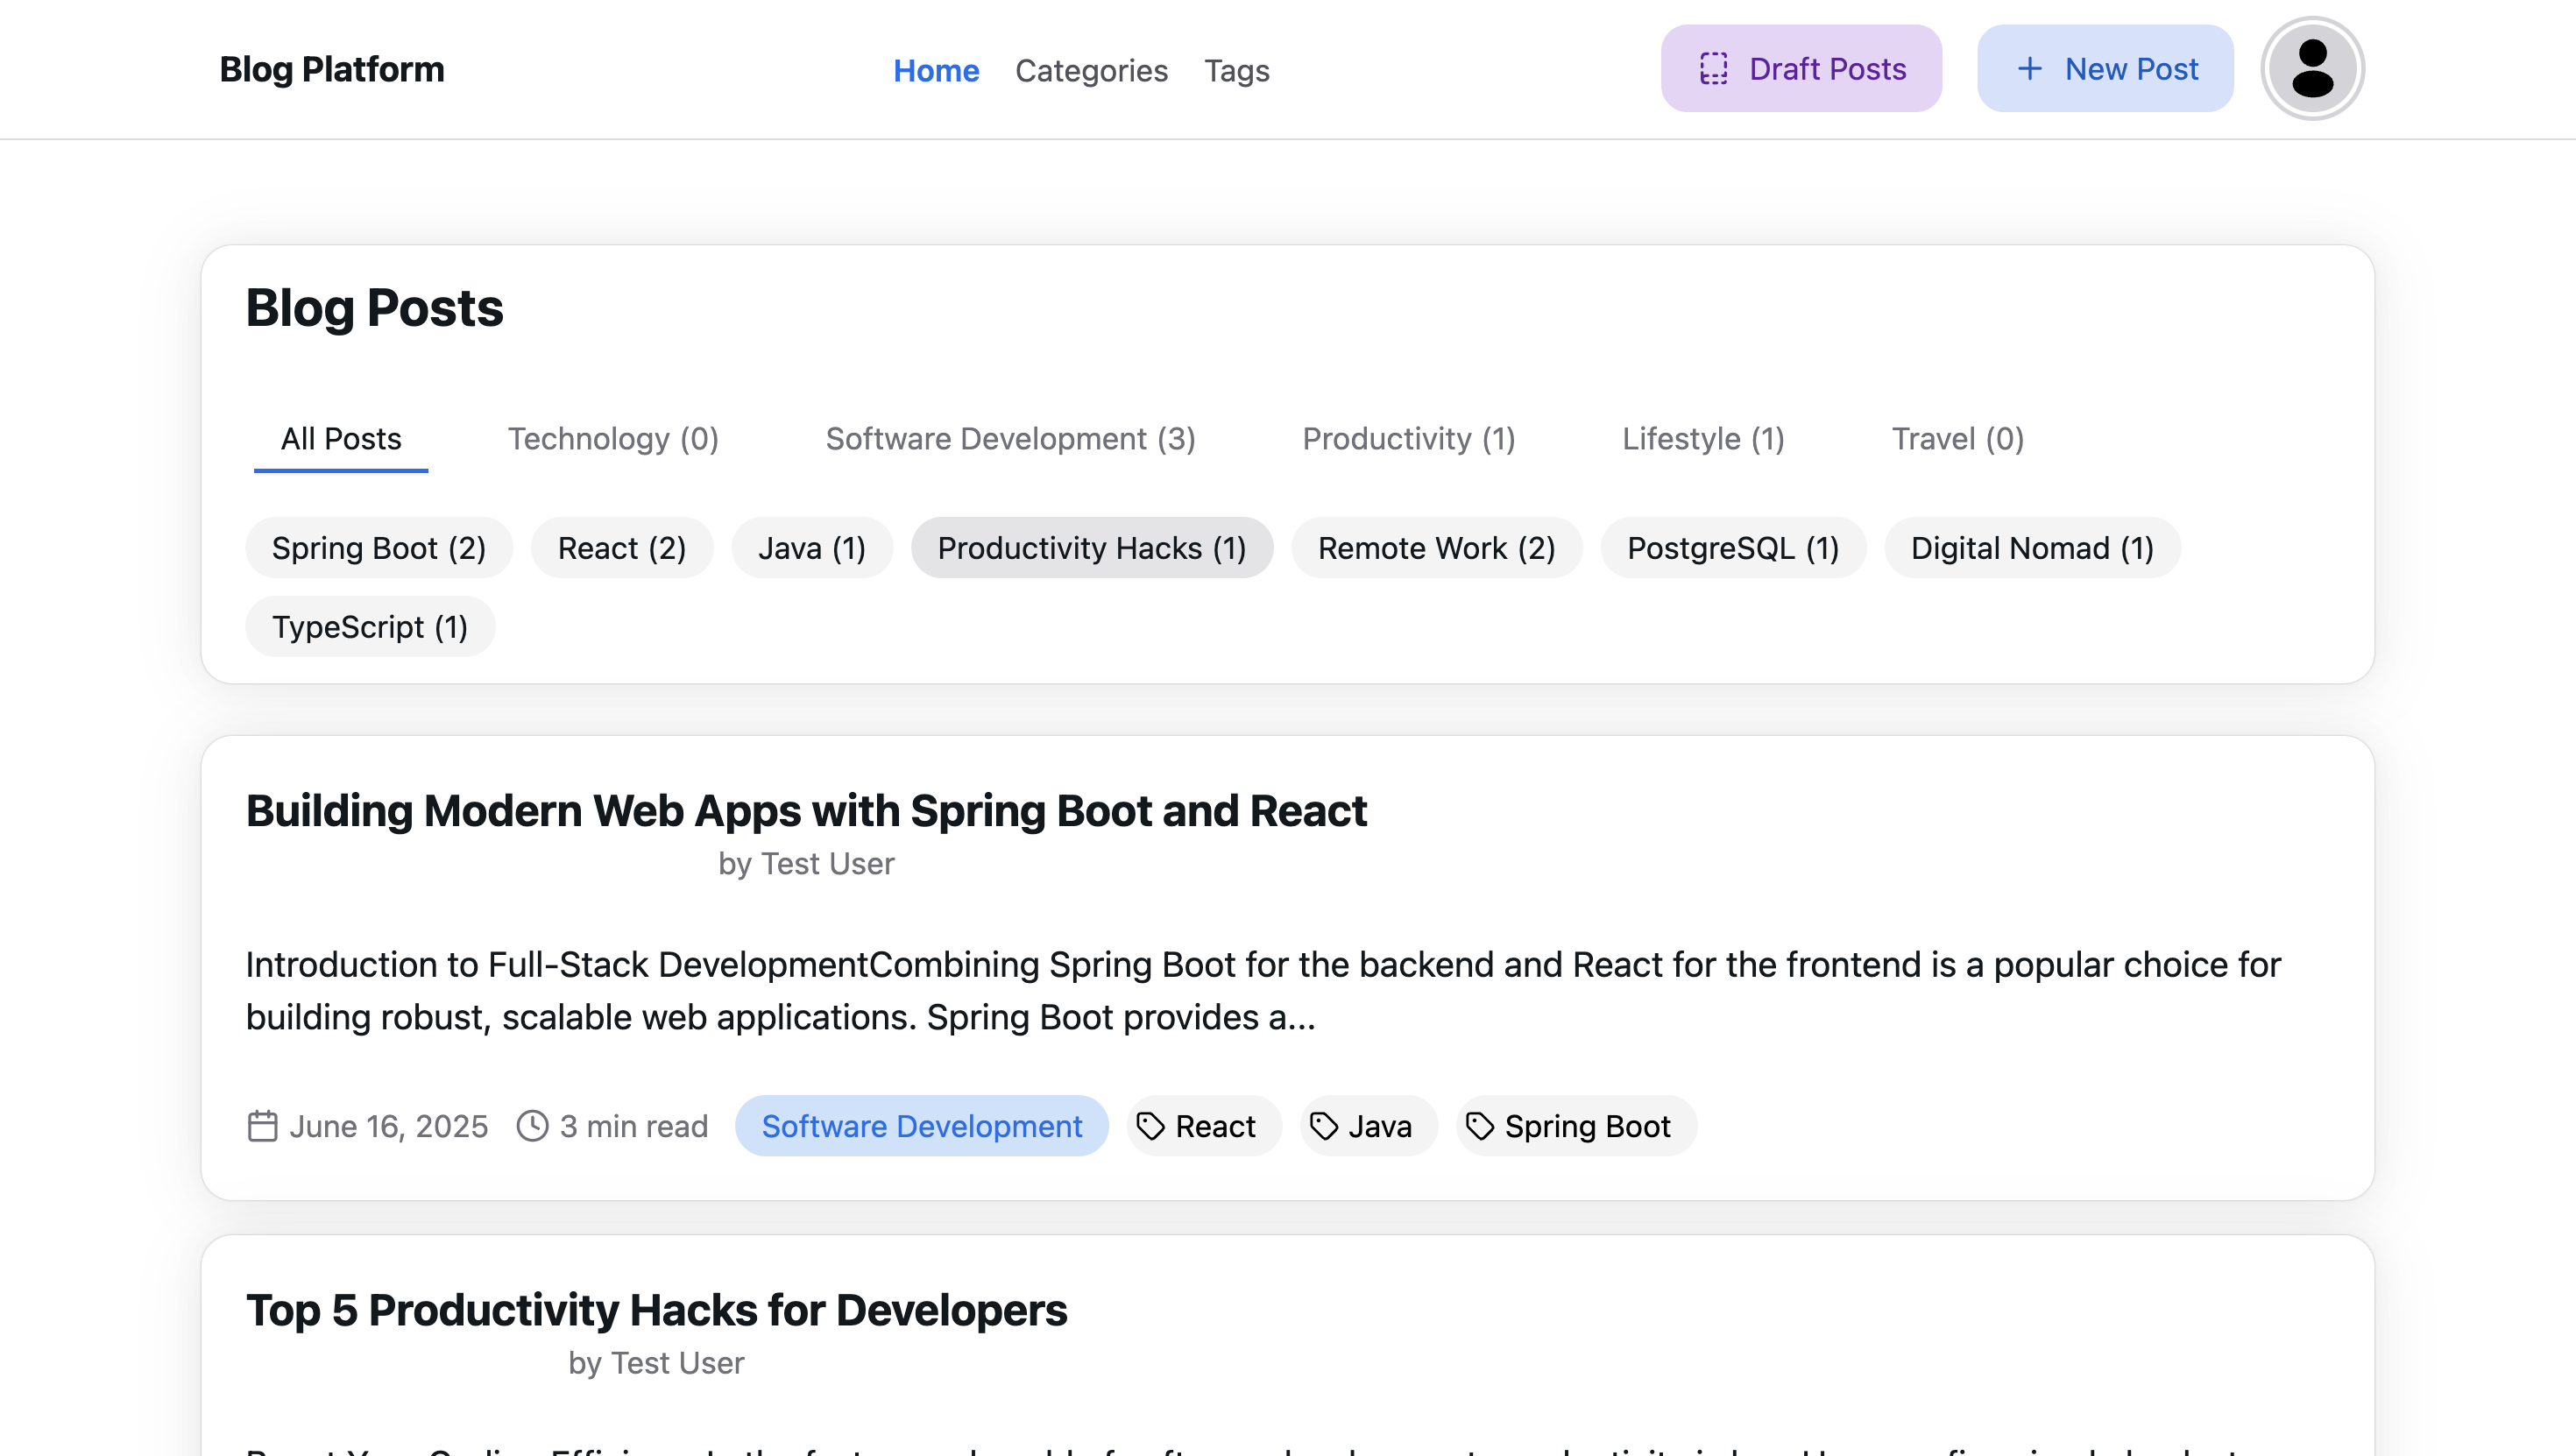 Blog Platform Home Categories Tags Draft Posts New Post
Blog Posts
All Posts Technology (0) Software Development (3) Productivity (1) Lifestyle (1) Travel (0)
Spring Boot (2) React (2) Java (1) Productivity Hacks (1) Remote Work (2) PostgreSQL (1) Digital Nomad (1)
TypeScript (1)
Building Modern Web Apps with Spring Boot and React
by Test User
Introduction to Full-Stack DevelopmentCombining Spring Boot for the backend and React for the frontend is a popular choice for
building robust, scalable web applications. Spring Boot provides a...
June 16, 2025 3 min read Software Development React Java Spring Boot
Top 5 Productivity Hacks for Developers
by Test User